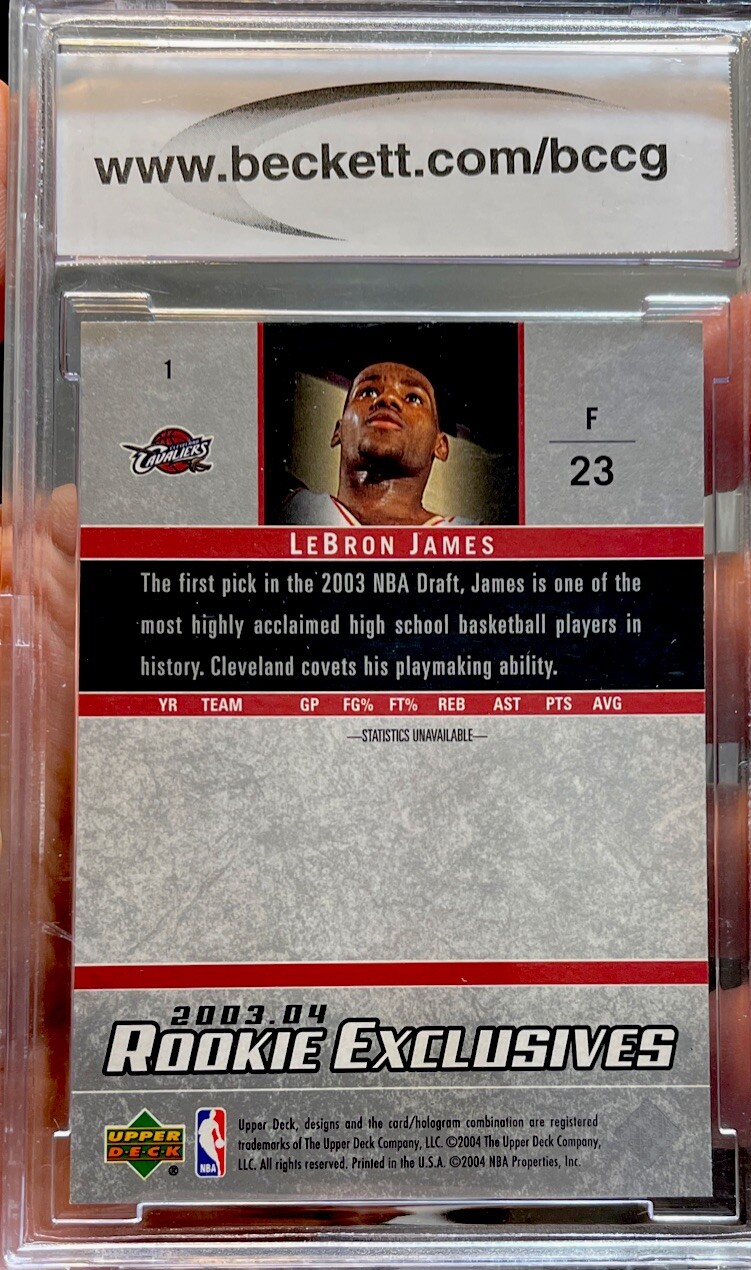 www.beckett.com/bccg
1
F
23
CLEVELAND
CAVALIERS
LEBRON JAMES
The first pick in the 2003 NBA Draft, James is one of the
most highly acclaimed high school basketball players in
history. Cleveland covets his playmaking ability.
YR TEAM GP FG% FT% REB AST PTS AVG
—STATISTICS UNAVAILABLE—
2003.04
ROOKIE EXCLUSIVES
UPPER
D·E·C·K
®
NBA
Upper Deck, designs and the card/hologram combination are registered
trademarks of The Upper Deck Company, LLC. ©2004 The Upper Deck Company,
LLC. All rights reserved. Printed in the U.S.A. ©2004 NBA Properties, Inc.